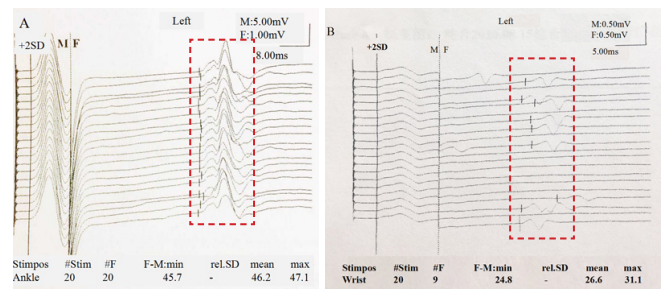 A
Left
M:5.00mV
F:1.00mV
+2SD
M F
8.00ms
Stimpos #Stim #F F-M:min rel.SD mean max
Ankle 20 20 45.7 - 46.2 47.1
B
Left
M:0.50mV
F:0.50mV
+2SD
M F
5.00ms
Stimpos #Stim #F F-M:min rel.SD mean max
Wrist 20 9 24.8 - 26.6 31.1